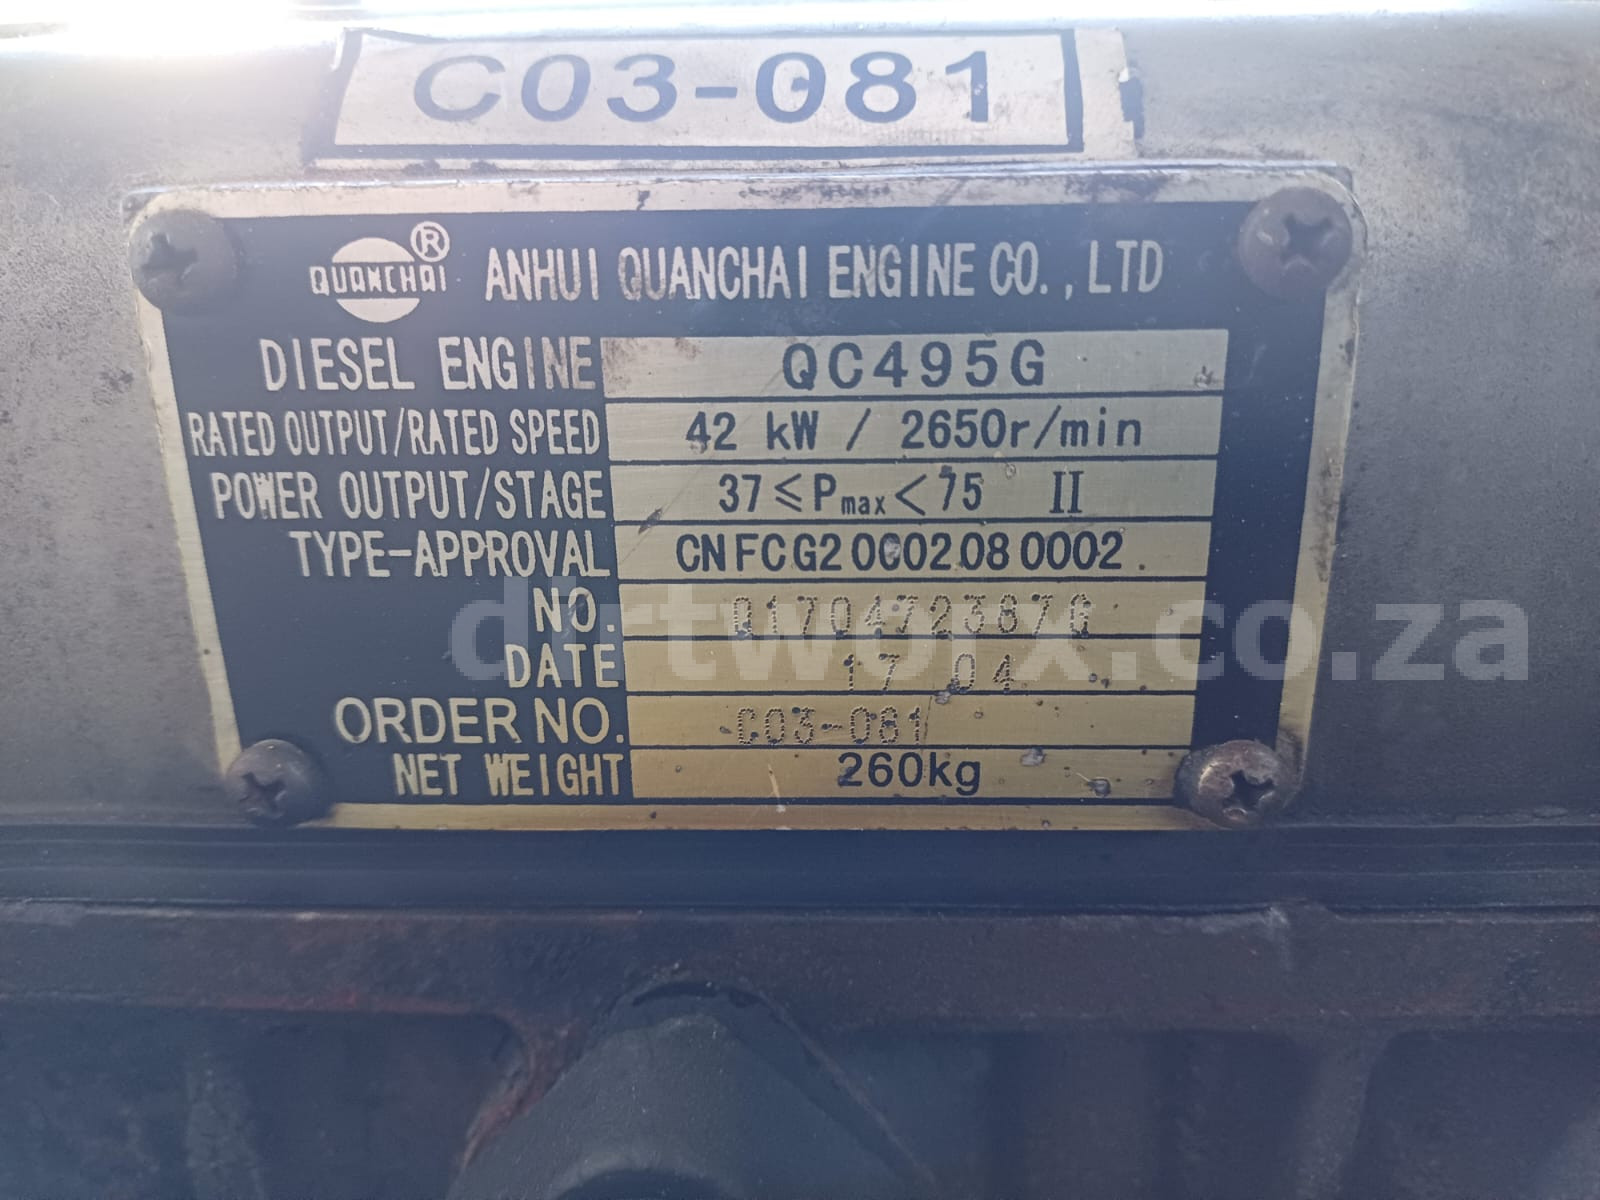 C03-081
QUANCHAI ® ANHUI QUANCHAI ENGINE CO.,LTD
DIESEL ENGINE QC495G
RATED OUTPUT/RATED SPEED 42 kW / 2650r/min
POWER OUTPUT/STAGE 37≤Pmax<75 II
TYPE-APPROVAL CNFCG20002080002.
NO. Q170472387G
DATE 17 04
ORDER NO. C03-081
NET WEIGHT 260kg
dirtworx.co.za